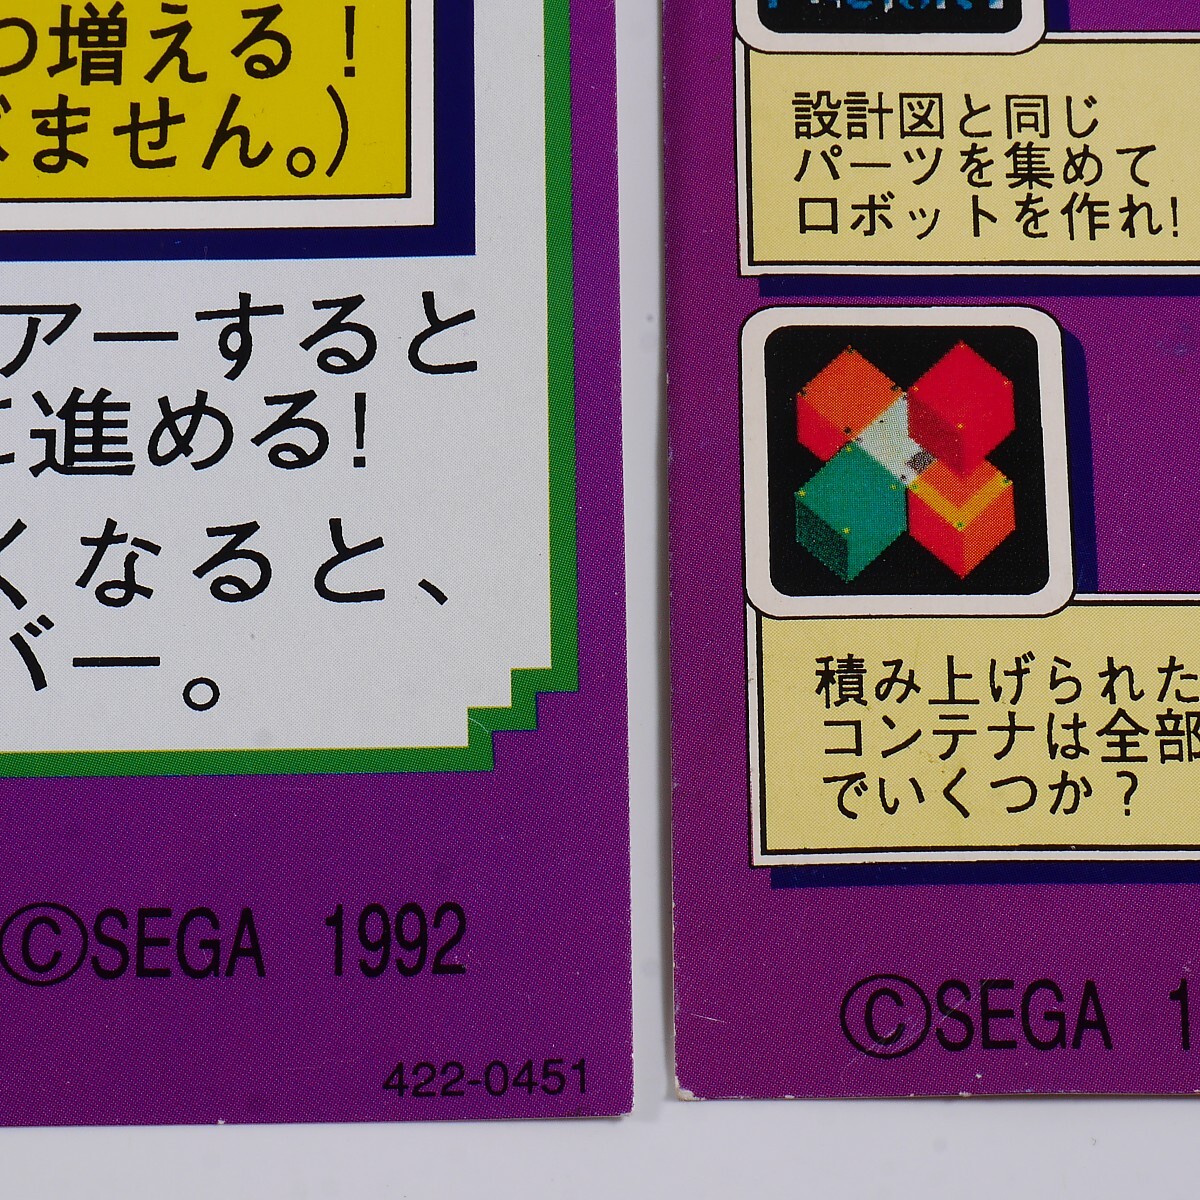 つ増える！
ません。）
アーすると
に進める!
くなると、
バー。
©SEGA 1992
422-0451
設計図と同じ
パーツを集めて
ロボットを作れ!
積み上げられた
コンテナは全部
でいくつか？
©SEGA 1